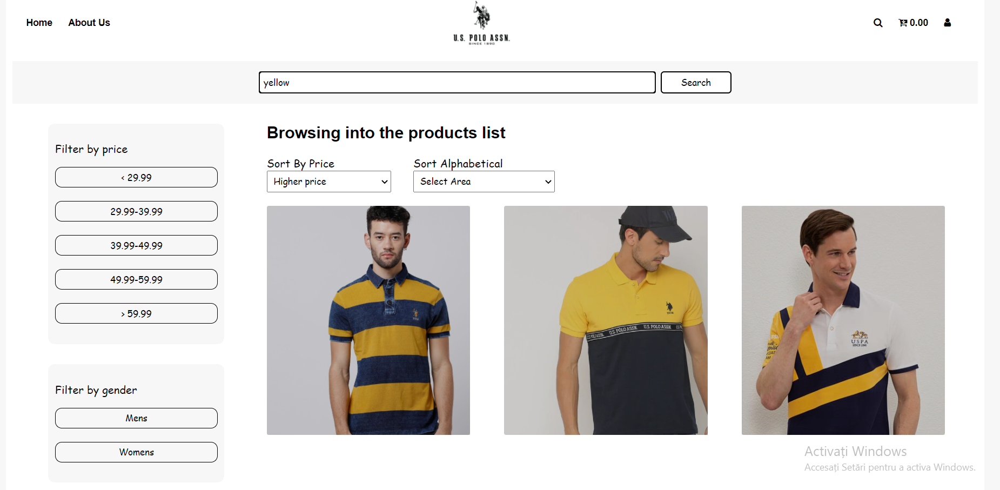 Home
About Us
U.S. POLO ASSN.
SINCE 1890
0.00
yellow
Search
Filter by price
< 29.99
29.99-39.99
39.99-49.99
49.99-59.99
> 59.99
Filter by gender
Mens
Womens
Browsing into the products list
Sort By Price
Sort Alphabetical
Higher price
Select Area
USPA
U.S. POLO ASSN.
U.S. POLO ASSN.
USPA
SINCE 1890
Activați Windows
Accesați Setări pentru a activa Windows.